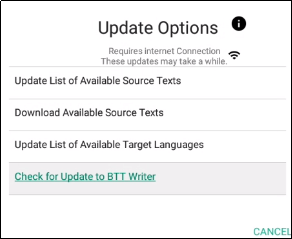 Update Options
Requires internet Connection
These updates may take a while.
Update List of Available Source Texts
Download Available Source Texts
Update List of Available Target Languages
Check for Update to BTT Writer
CANCEL